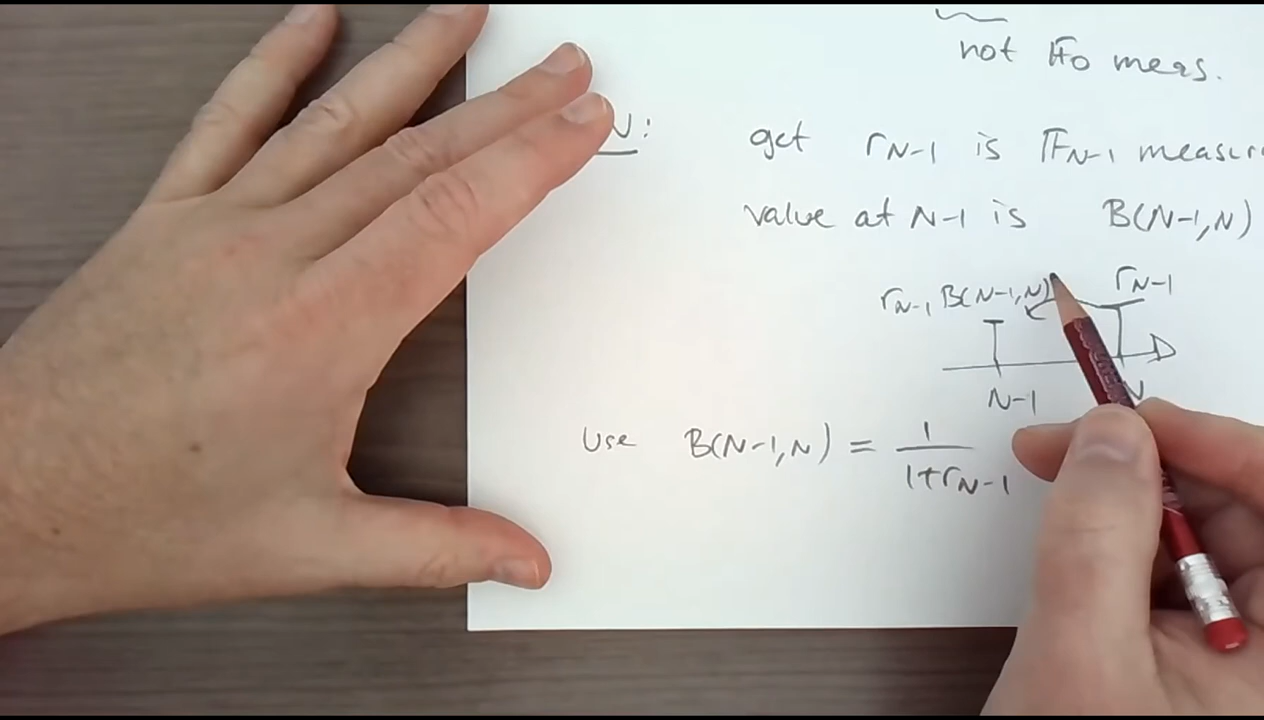 not F₀ meas.
N: get r_{N-1} is F_{N-1}
value at N-1 is B(N-1,N)
r_{N-1} B(N-1,N) r_{N-1}
N-1 N
Use B(N-1,N) = 1/(1+r_{N-1})